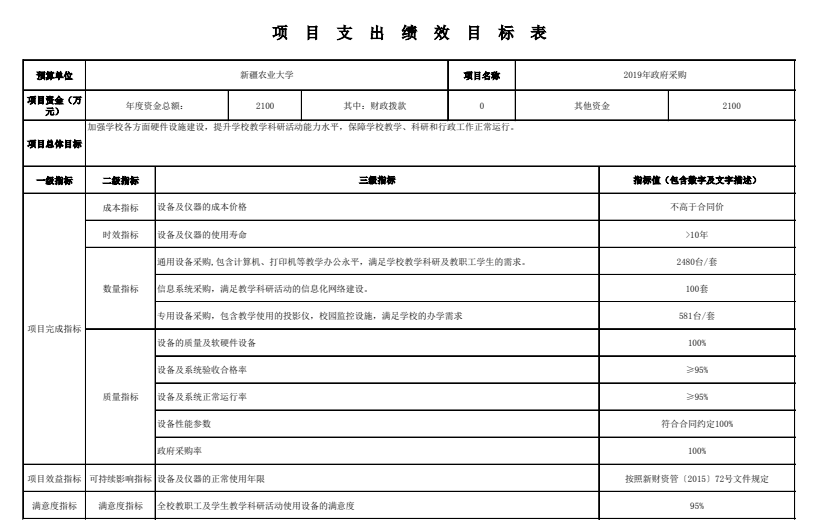 项目支出绩效目标表
预算单位 新疆农业大学 项目名称 2019年政府采购
项目资金（万元） 年度资金总额： 2100 其中：财政拨款 0 其他资金 2100
项目总体目标 加强学校各方面硬件设施建设，提升学校教学科研活动能力水平，保障学校教学、科研和行政工作正常运行。
一级指标 二级指标 三级指标 指标值（包含数字及文字描述）
项目完成指标 成本指标 设备及仪器的成本价格 不高于合同价
时效指标 设备及仪器的使用寿命 >10年
数量指标 通用设备采购,包含计算机、打印机等教学办公水平，满足学校教学科研及教职工学生的需求。 2480台/套
信息系统采购，满足教学科研活动的信息化网络建设。 100套
专用设备采购，包含教学使用的投影仪，校园监控设施，满足学校的办学需求 581台/套
质量指标 设备的质量及软硬件设备 100%
设备及系统验收合格率 ≥95%
设备及系统正常运行率 ≥95%
设备性能参数 符合合同约定100%
政府采购率 100%
项目效益指标 可持续影响指标 设备及仪器的正常使用年限 按照新财资管〔2015〕72号文件规定
满意度指标 满意度指标 全校教职工及学生教学科研活动使用设备的满意度 95%